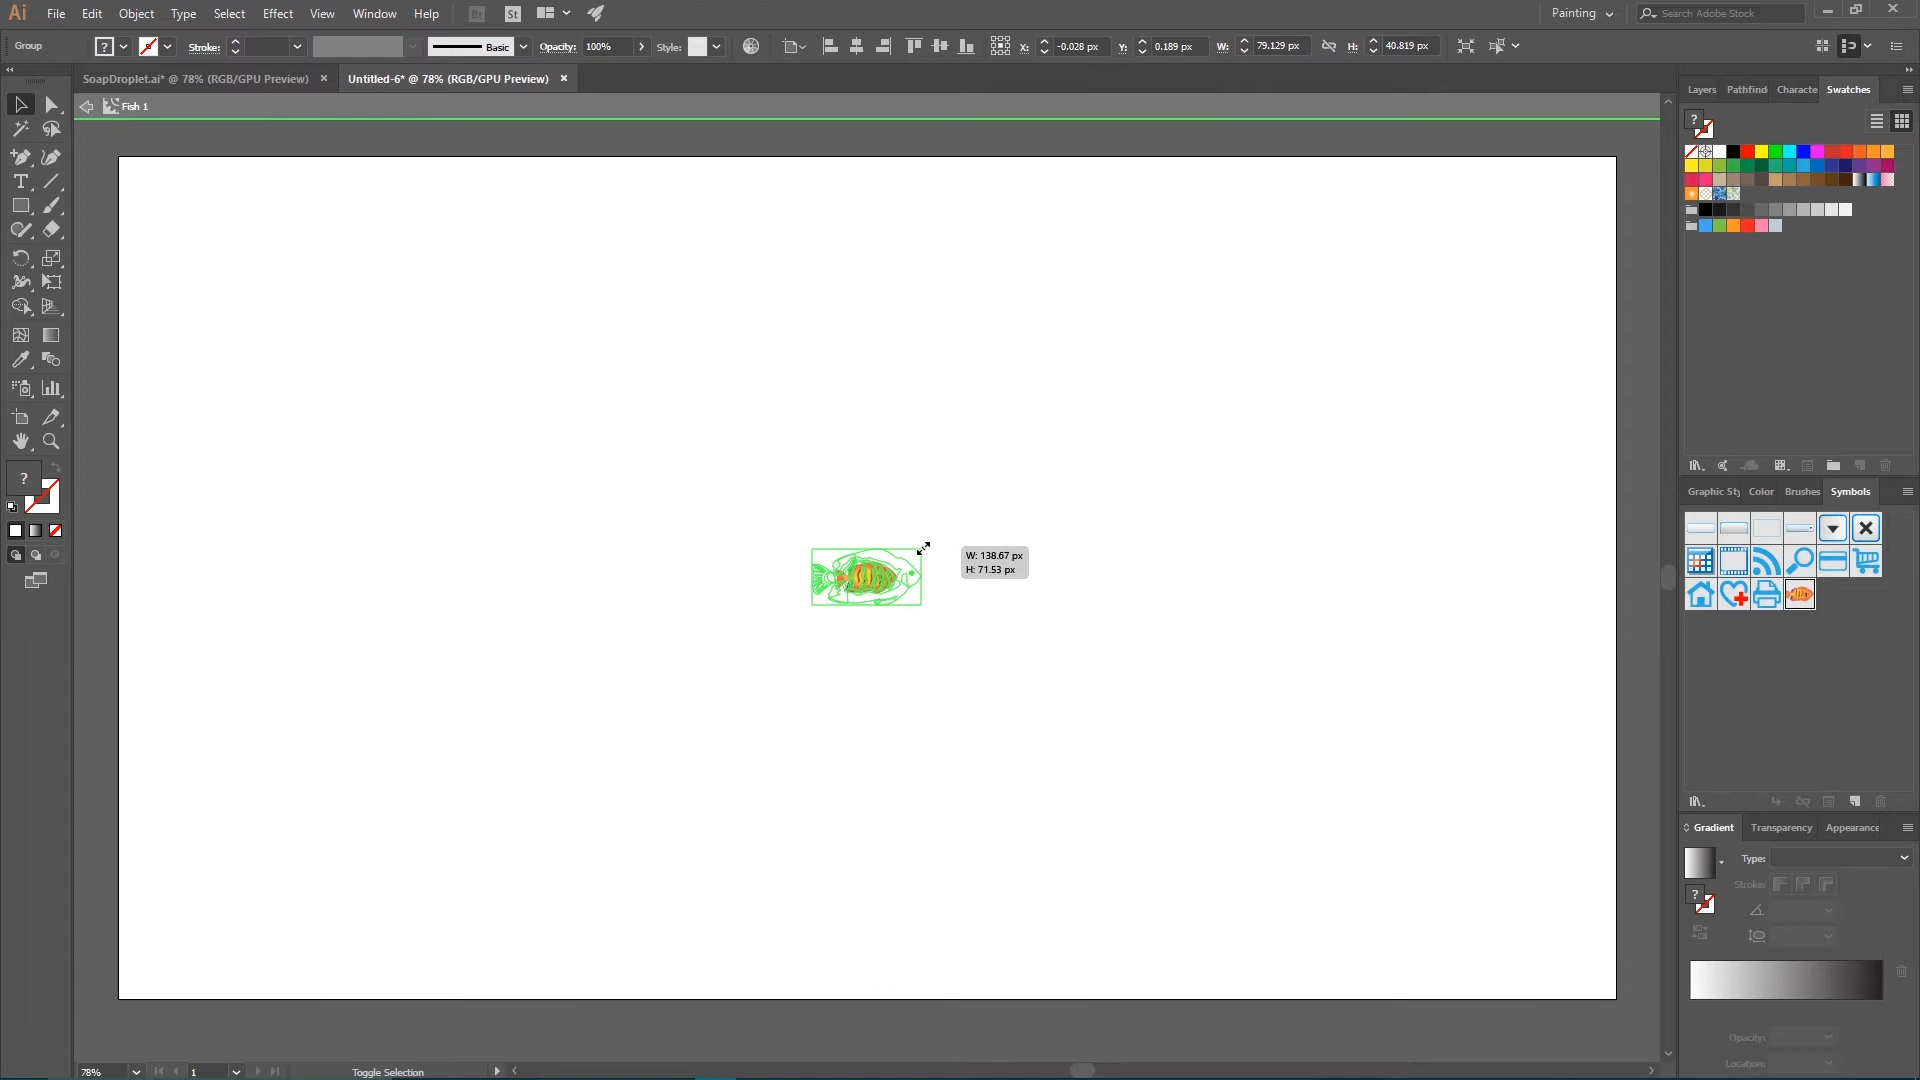 Ai File Edit Object Type Select Effect View Window Help Br St Painting Search Adobe Stock
Group ? Stroke: Basic Opacity: 100% Style: X: -0.028 px Y: 0.189 px W: 79.129 px H: 40.819 px
SoapDroplet.ai* @ 78% (RGB/GPU Preview) × Untitled-6* @ 78% (RGB/GPU Preview) ×
Fish 1
Layers Pathfind Characte Swatches
?
T
Graphic Sty Color Brushes Symbols
?
W: 138.67 px
H: 71.53 px
Gradient Transparency Appearance
Type:
Stroke:
?
Opacity:
Location:
78% 1 Toggle Selection